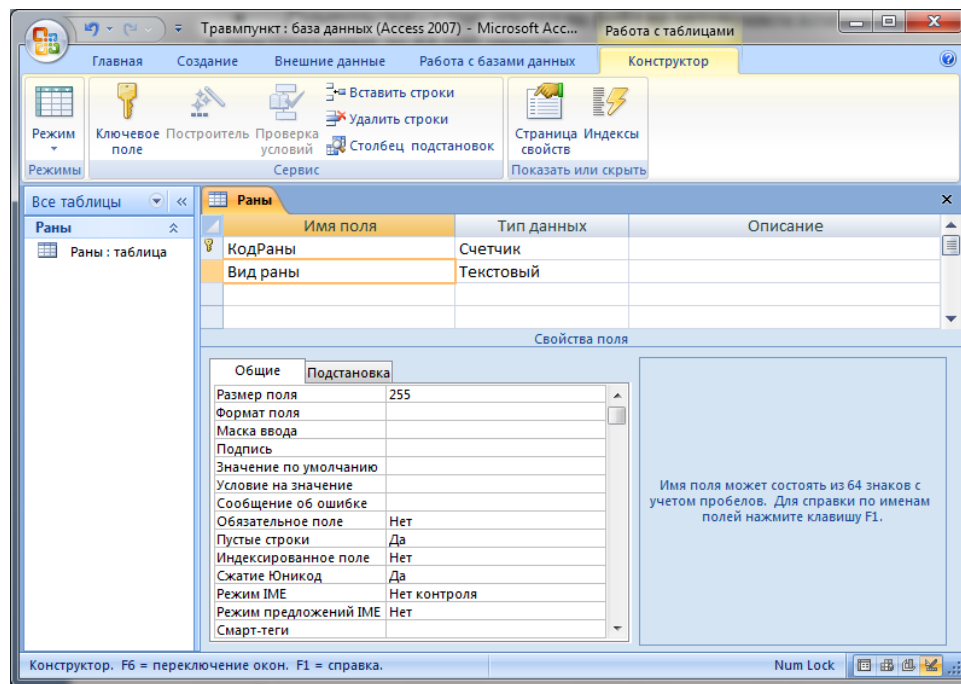 Травмпункт : база данных (Access 2007) - Microsoft Acc...
Работа с таблицами
Главная Создание Внешние данные Работа с базами данных Конструктор
Режим
Ключевое поле
Построитель
Проверка условий
Вставить строки
Удалить строки
Столбец подстановок
Страница свойств
Индексы
Режимы Сервис Показать или скрыть
Все таблицы
Раны
Раны : таблица
Раны
Имя поля Тип данных Описание
КодРаны Счетчик
Вид раны Текстовый
Свойства поля
Общие Подстановка
Размер поля 255
Формат поля
Маска ввода
Подпись
Значение по умолчанию
Условие на значение
Сообщение об ошибке
Обязательное поле Нет
Пустые строки Да
Индексированное поле Нет
Сжатие Юникод Да
Режим IME Нет контроля
Режим предложений IME Нет
Смарт-теги
Имя поля может состоять из 64 знаков с
учетом пробелов. Для справки по именам
полей нажмите клавишу F1.
Конструктор. F6 = переключение окон. F1 = справка. Num Lock